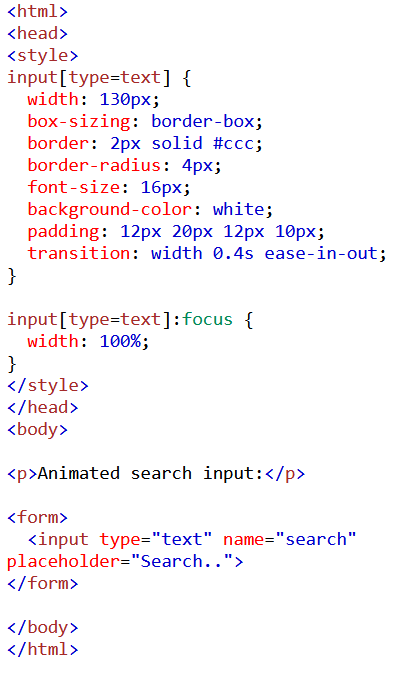 <html>
<head>
<style>
input[type=text] {
  width: 130px;
  box-sizing: border-box;
  border: 2px solid #ccc;
  border-radius: 4px;
  font-size: 16px;
  background-color: white;
  padding: 12px 20px 12px 10px;
  transition: width 0.4s ease-in-out;
}

input[type=text]:focus {
  width: 100%;
}
</style>
</head>
<body>

<p>Animated search input:</p>

<form>
  <input type="text" name="search"
placeholder="Search..">
</form>

</body>
</html>